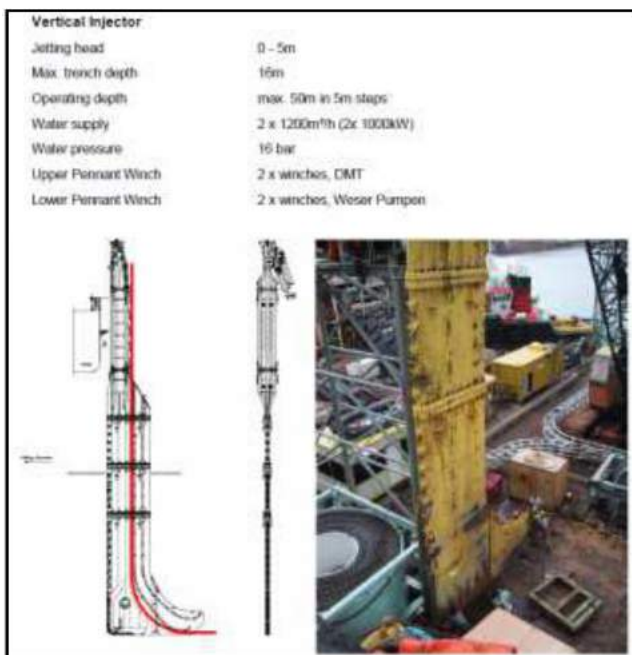 Vertical Injector
Jetting head 0 - 5m
Max. trench depth 16m
Operating depth max. 50m in 5m steps
Water supply 2 x 1200m³/h (2x 1000kW)
Water pressure 16 bar
Upper Pennant Winch 2 x winches, DMT
Lower Pennant Winch 2 x winches, Weser Pumpen